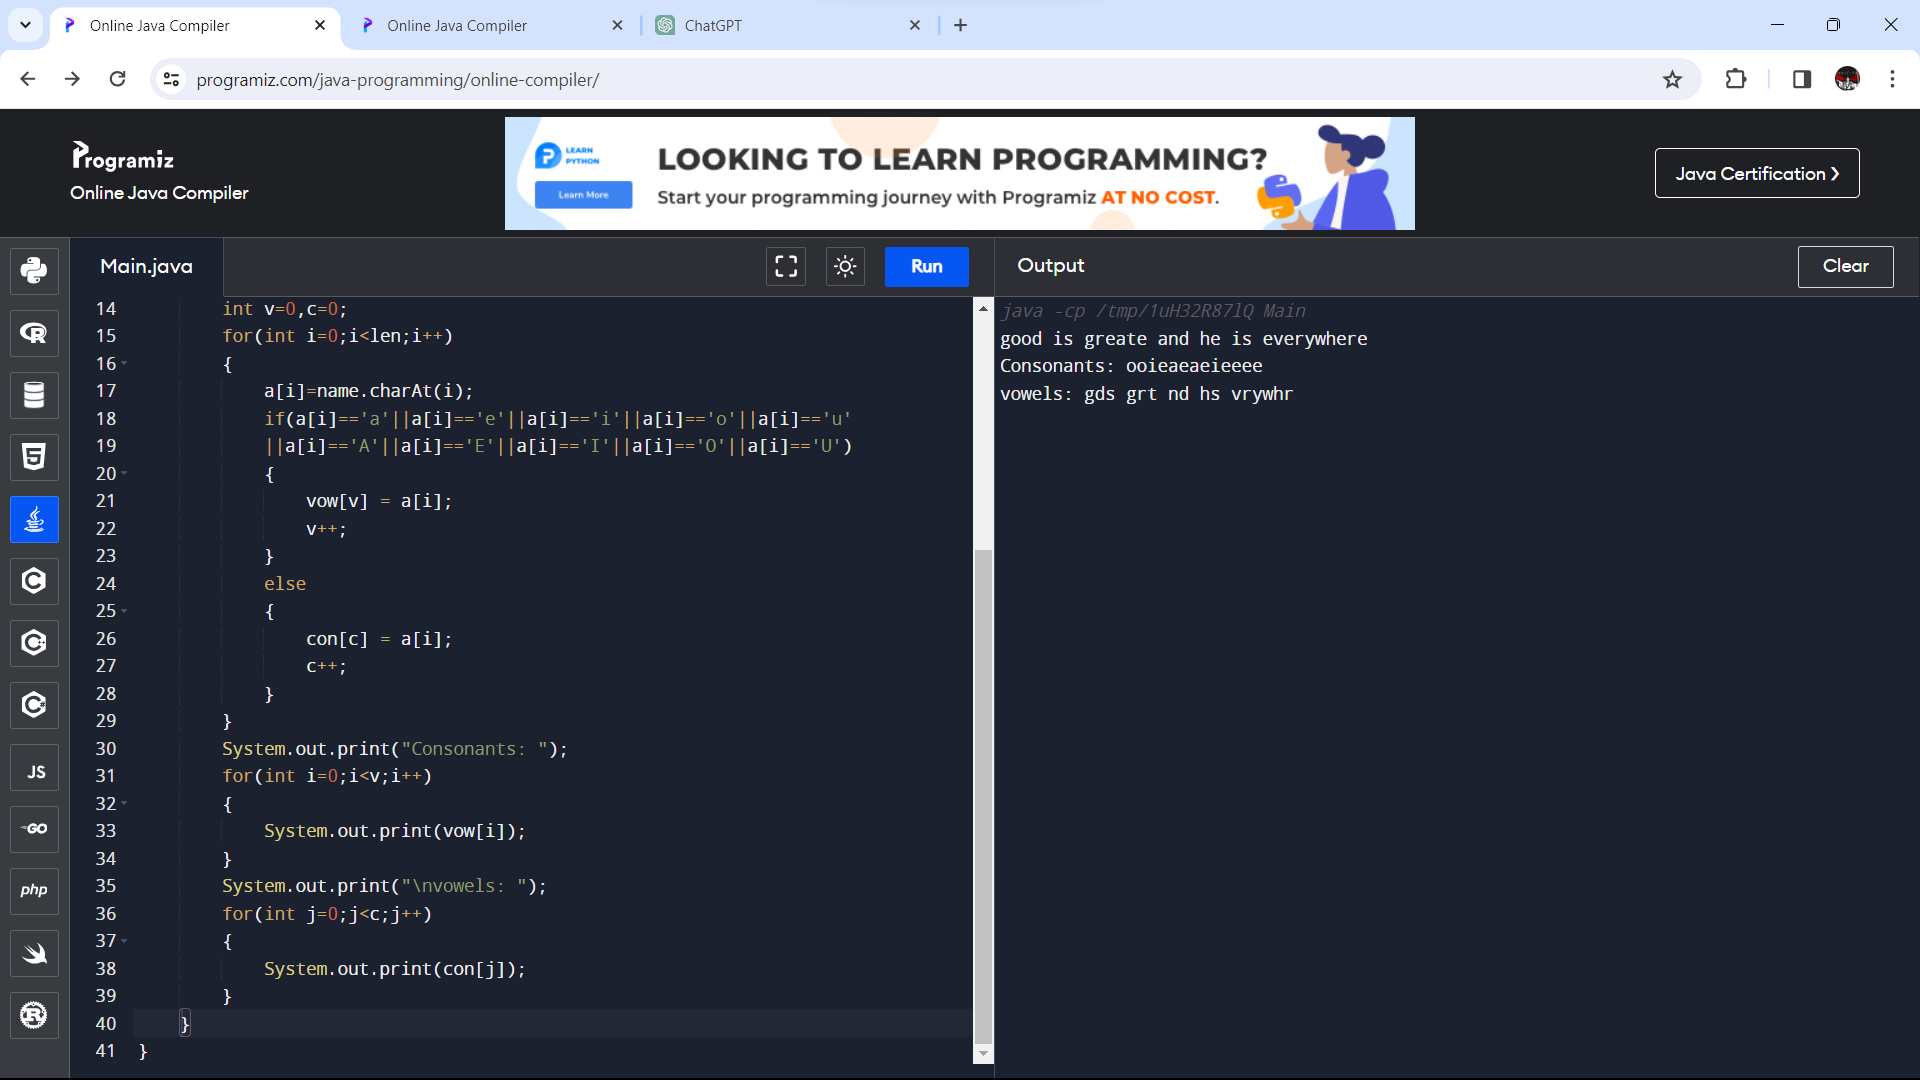 Online Java Compiler
Online Java Compiler
ChatGPT
programiz.com/java-programming/online-compiler/
Programiz
Online Java Compiler
LEARN
PYTHON
Learn More
LOOKING TO LEARN PROGRAMMING?
Start your programming journey with Programiz AT NO COST.
Java Certification ❯
Main.java
Run
Output
Clear
14 int v=0,c=0;
15 for(int i=0;i<len;i++)
16 {
17 a[i]=name.charAt(i);
18 if(a[i]=='a'||a[i]=='e'||a[i]=='i'||a[i]=='o'||a[i]=='u'
19 ||a[i]=='A'||a[i]=='E'||a[i]=='I'||a[i]=='O'||a[i]=='U')
20 {
21 vow[v] = a[i];
22 v++;
23 }
24 else
25 {
26 con[c] = a[i];
27 c++;
28 }
29 }
30 System.out.print("Consonants: ");
31 for(int i=0;i<v;i++)
32 {
33 System.out.print(vow[i]);
34 }
35 System.out.print("\nvowels: ");
36 for(int j=0;j<c;j++)
37 {
38 System.out.print(con[j]);
39 }
40 }
41 }
java -cp /tmp/1uH32R87lQ Main
good is greate and he is everywhere
Consonants: ooieaeaeieeee
vowels: gds grt nd hs vrywhr
R
5
C
C
C
JS
GO
php
R